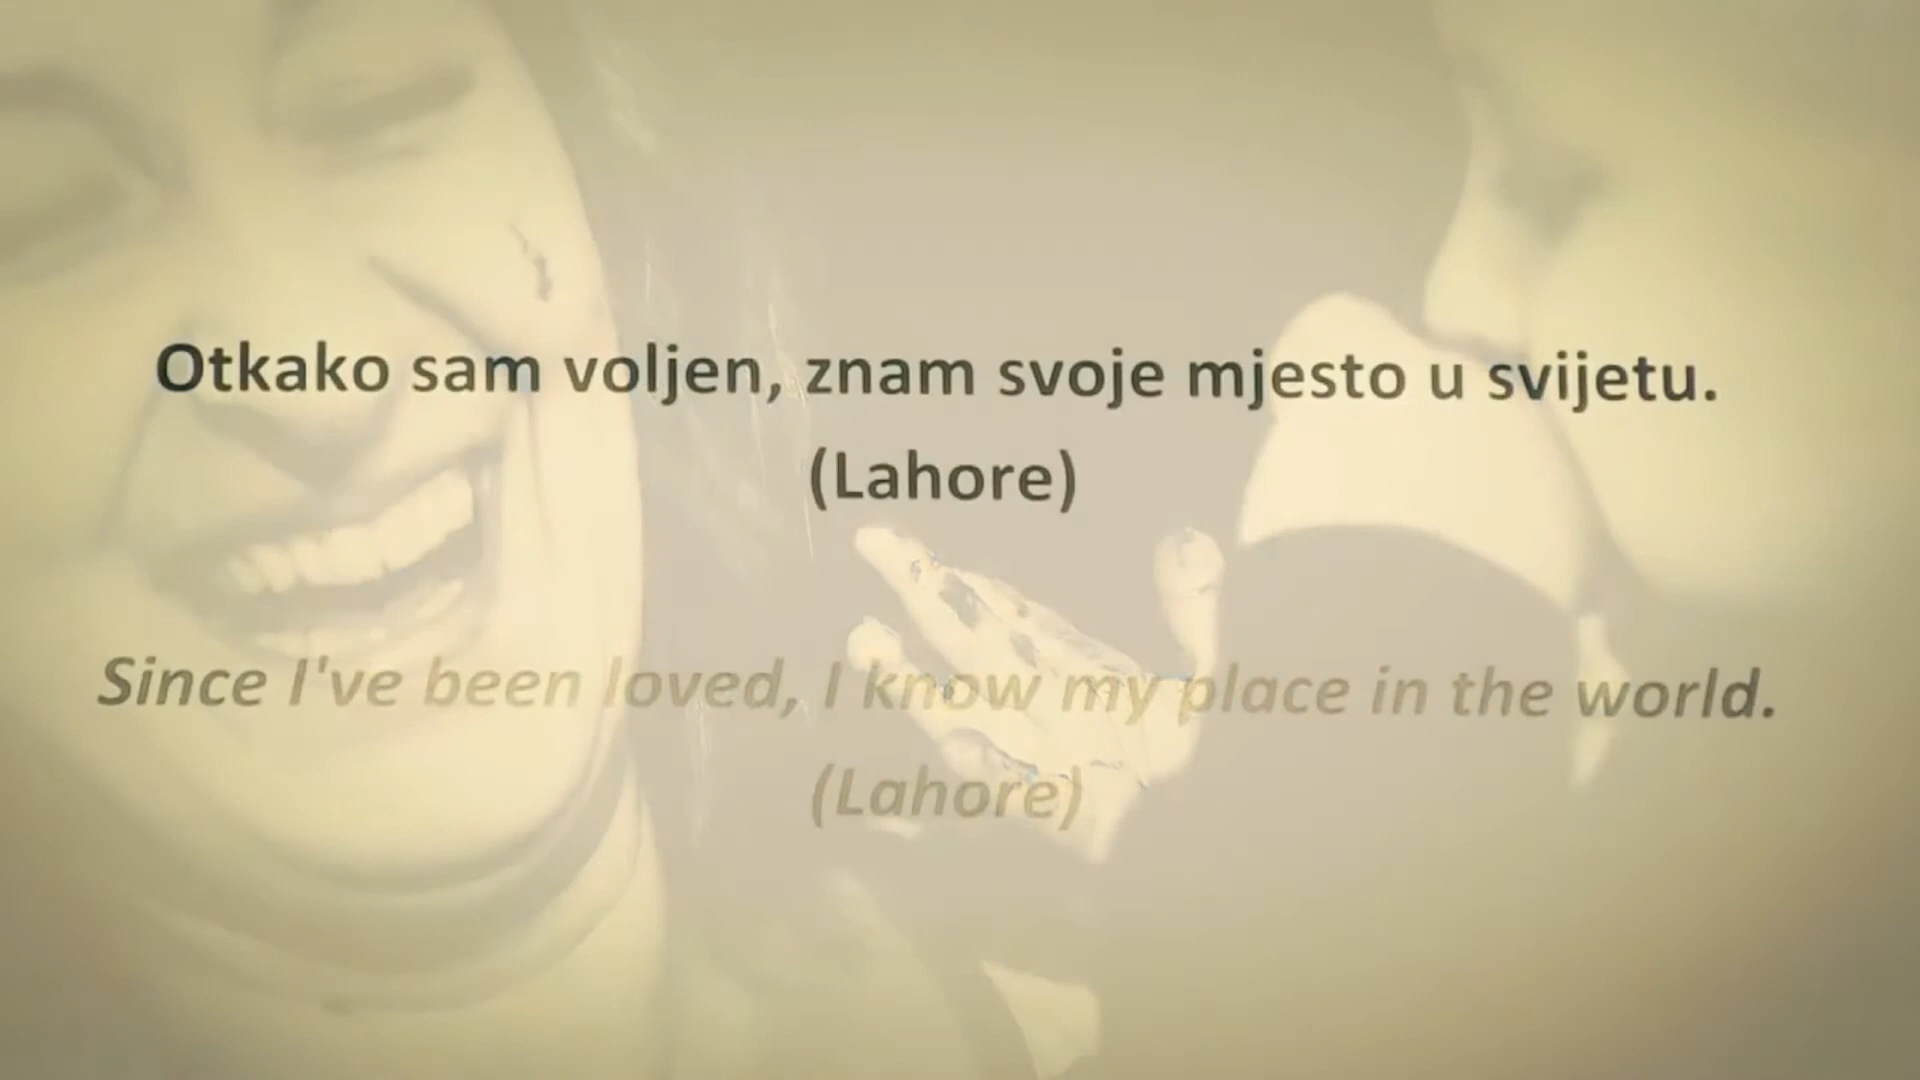 Otkako sam voljen, znam svoje mjesto u svijetu.
(Lahore)
Since I've been loved, I know my place in the world.
(Lahore)